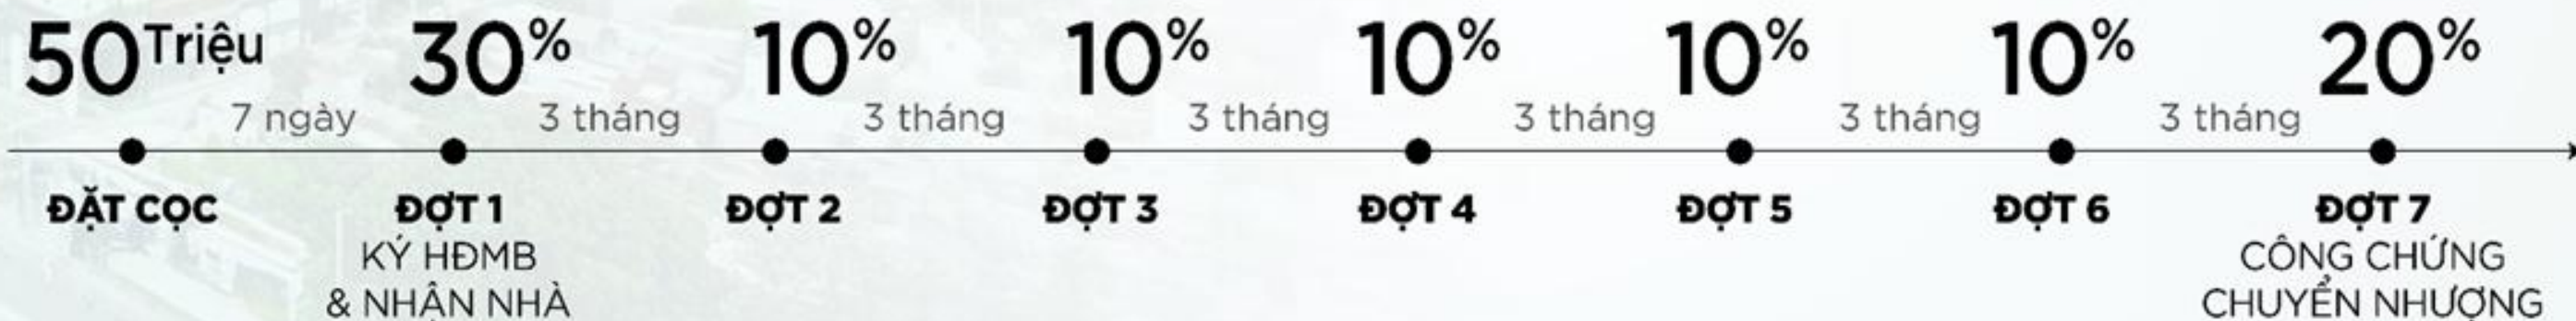 50 Triệu 30% 10% 10% 10% 10% 10% 20%
7 ngày 3 tháng 3 tháng 3 tháng 3 tháng 3 tháng 3 tháng
ĐẶT CỌC ĐỢT 1 ĐỢT 2 ĐỢT 3 ĐỢT 4 ĐỢT 5 ĐỢT 6 ĐỢT 7
KÝ HĐMB CÔNG CHỨNG
& NHẬN NHÀ CHUYỂN NHƯỢNG